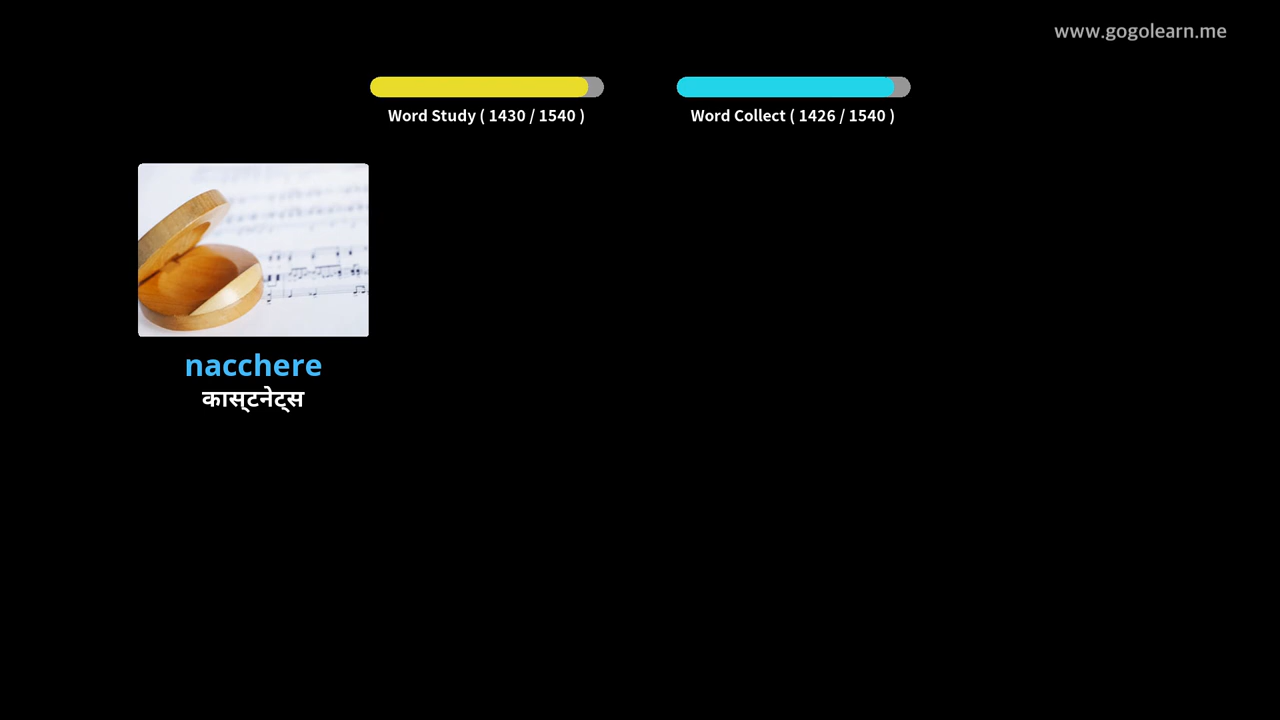 www.gogolearn.me
Word Study ( 1430 / 1540 )
Word Collect ( 1426 / 1540 )
nacchere
कास्टनेट्स